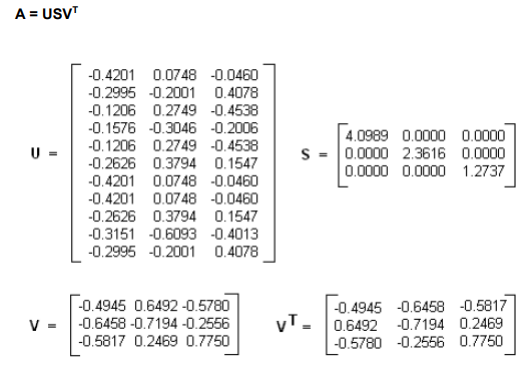 A = USVᵀ
-0.4201 0.0748 -0.0460
-0.2995 -0.2001 0.4078
-0.1206 0.2749 -0.4538
-0.1576 -0.3046 -0.2006
U =
-0.1206 0.2749 -0.4538
-0.2626 0.3794 0.1547
-0.4201 0.0748 -0.0460
-0.4201 0.0748 -0.0460
-0.2626 0.3794 0.1547
-0.3151 -0.6093 -0.4013
-0.2995 -0.2001 0.4078
4.0989 0.0000 0.0000
S = 0.0000 2.3616 0.0000
0.0000 0.0000 1.2737
-0.4945 0.6492 -0.5780
V = -0.6458 -0.7194 -0.2556
-0.5817 0.2469 0.7750
-0.4945 -0.6458 -0.5817
Vᵀ = 0.6492 -0.7194 0.2469
-0.5780 -0.2556 0.7750